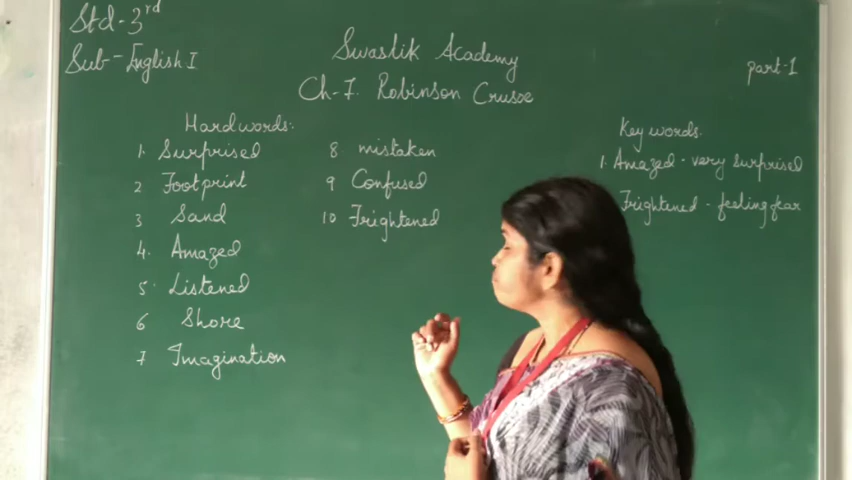 Std-3rd
Sub-English I
Swastik Academy
Ch-7. Robinson Crusoe
part-1
Hard words:
1. Surprised
2 Footprint
3 Sand
4. Amazed
5. Listened
6 Shore
7 Imagination
8. mistaken
9 Confused
10 Frightened
Key words:
1. Amazed - very surprised
Frightened - feeling fear